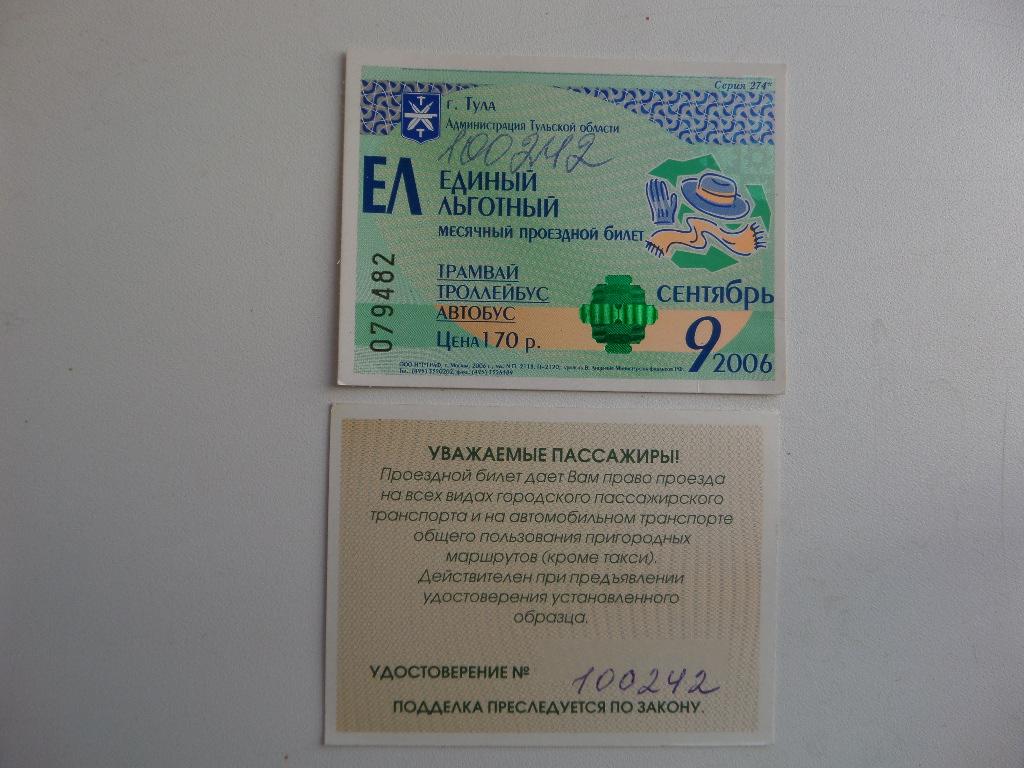 Серия 274*
г. Тула
Администрация Тульской области
100242
ЕЛ
ЕДИНЫЙ
ЛЬГОТНЫЙ
МЕСЯЧНЫЙ ПРОЕЗДНОЙ БИЛЕТ
079482
ТРАМВАЙ
ТРОЛЛЕЙБУС
АВТОБУС
ЦЕНА 170 р.
СЕНТЯБРЬ
9 2006
УВАЖАЕМЫЕ ПАССАЖИРЫ!
Проездной билет дает Вам право проезда
на всех видах городского пассажирского
транспорта и на автомобильном транспорте
общего пользования пригородных
маршрутов (кроме такси).
Действителен при предъявлении
удостоверения установленного
образца.
УДОСТОВЕРЕНИЕ № 100242
ПОДДЕЛКА ПРЕСЛЕДУЕТСЯ ПО ЗАКОНУ.